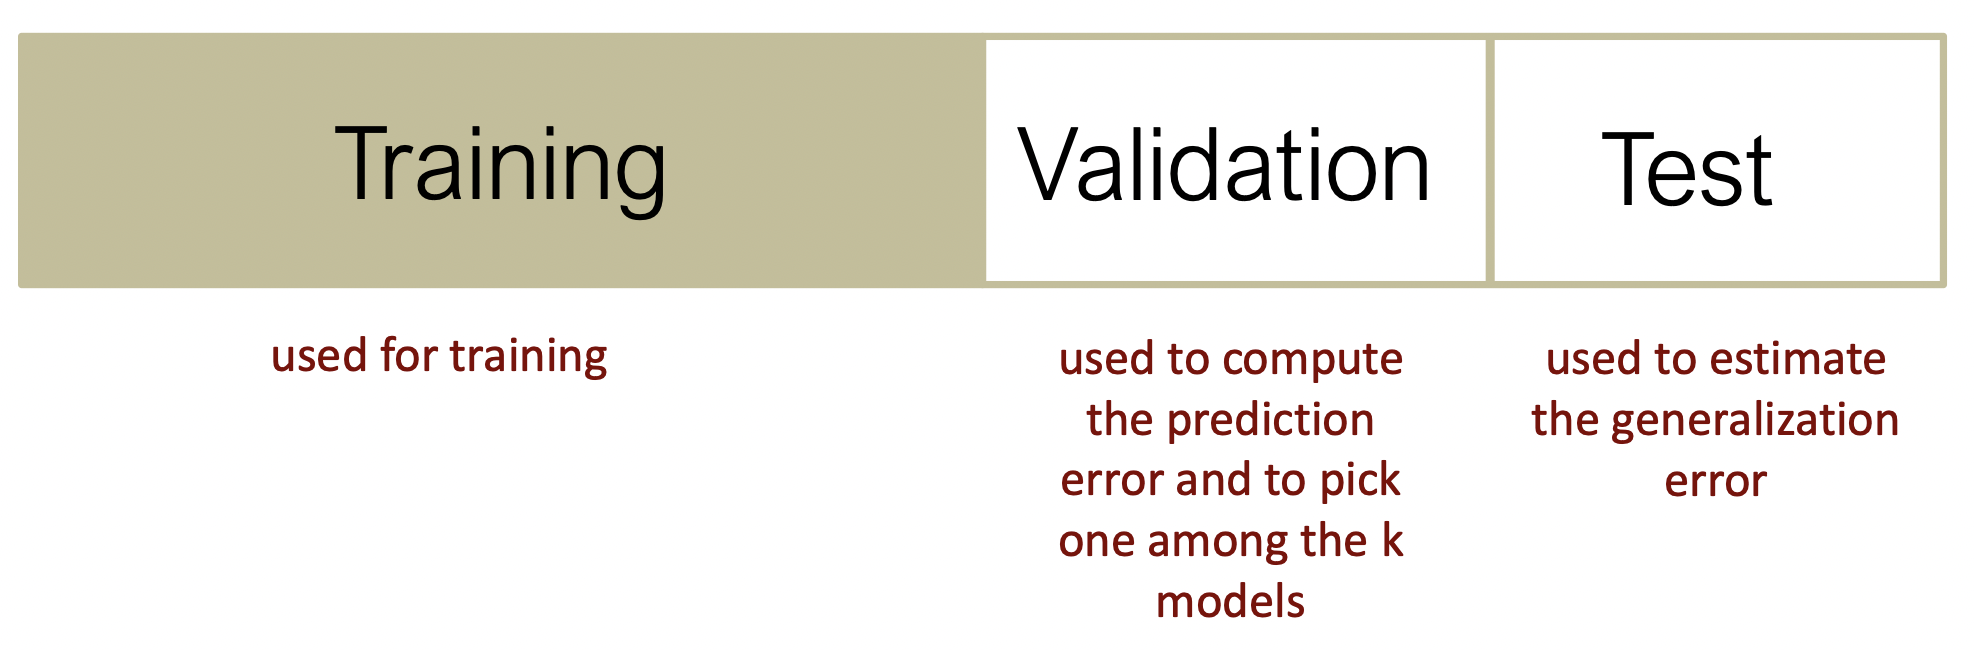 Training
Validation
Test
used for training
used to compute
the prediction
error and to pick
one among the k
models
used to estimate
the generalization
error